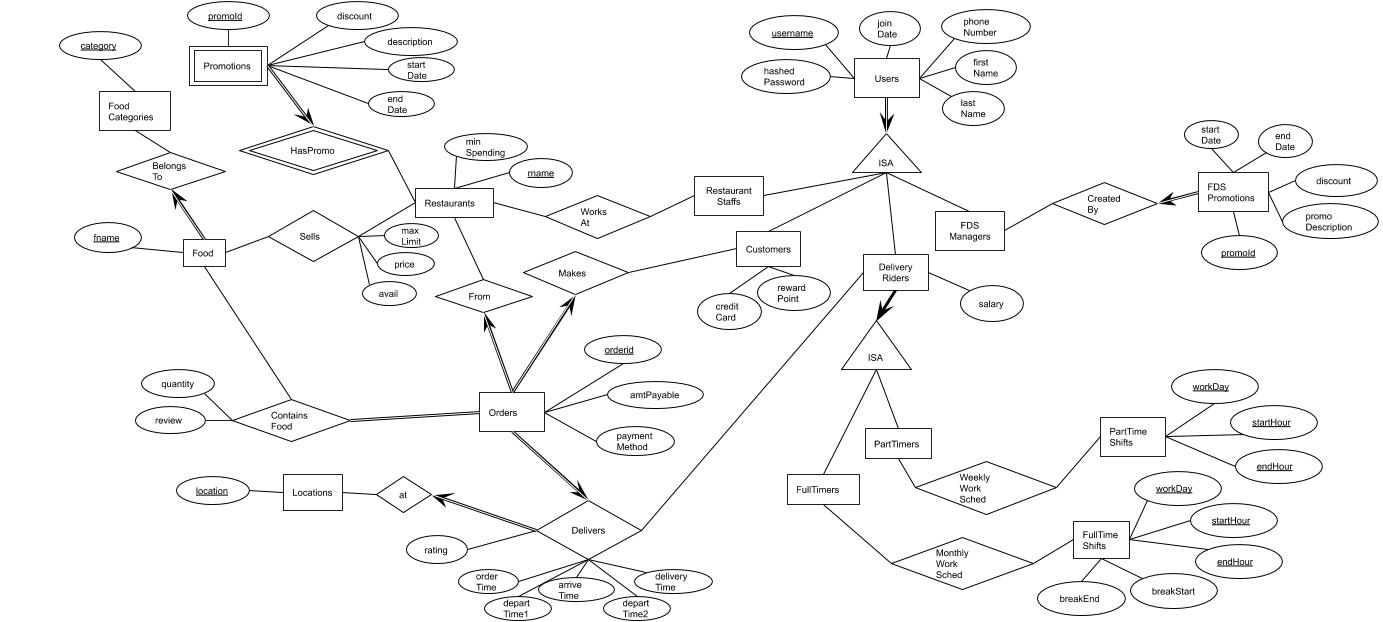 promoId
discount
category
description
Promotions
start
Date
end
Date
Food
Categories
HasPromo
Belongs
To
min
Spending
rname
Restaurants
fname
Food
Sells
max
Limit
price
avail
Works
At
Restaurant
Staffs
username
join
Date
phone
Number
hashed
Password
Users
first
Name
last
Name
ISA
FDS
Managers
Created
By
start
Date
end
Date
FDS
Promotions
discount
promo
Description
promoId
Makes
Customers
credit
Card
reward
Point
Delivery
Riders
salary
From
ISA
orderid
amtPayable
Orders
payment
Method
quantity
review
Contains
Food
location
Locations
at
Delivers
rating
order
Time
depart
Time1
arrive
Time
depart
Time2
delivery
Time
PartTimers
FullTimers
Weekly
Work
Sched
PartTime
Shifts
workDay
startHour
endHour
Monthly
Work
Sched
FullTime
Shifts
workDay
startHour
endHour
breakEnd
breakStart